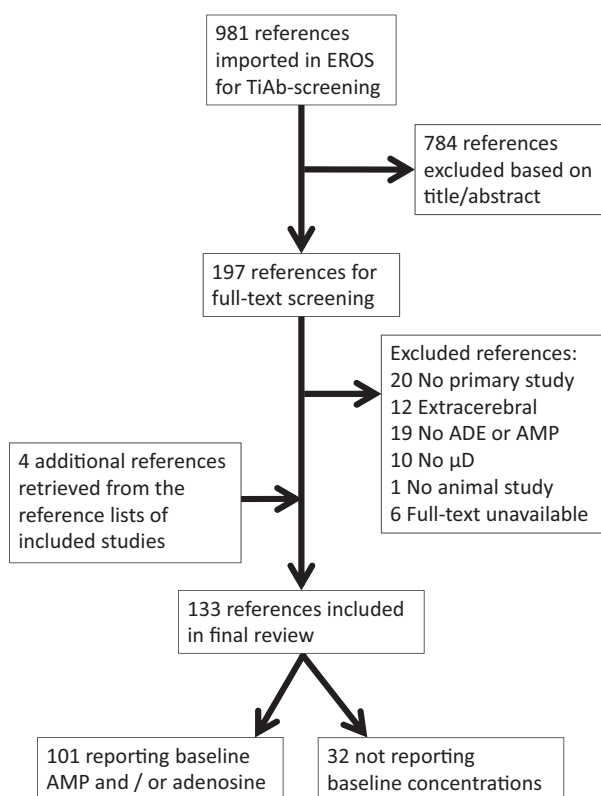 981 references
imported in EROS
for TiAb-screening
784 references
excluded based on
title/abstract
197 references for
full-text screening
Excluded references:
20 No primary study
12 Extracerebral
19 No ADE or AMP
10 No µD
1 No animal study
6 Full-text unavailable
4 additional references
retrieved from the
reference lists of
included studies
133 references included
in final review
101 reporting baseline
AMP and / or adenosine
32 not reporting
baseline concentrations